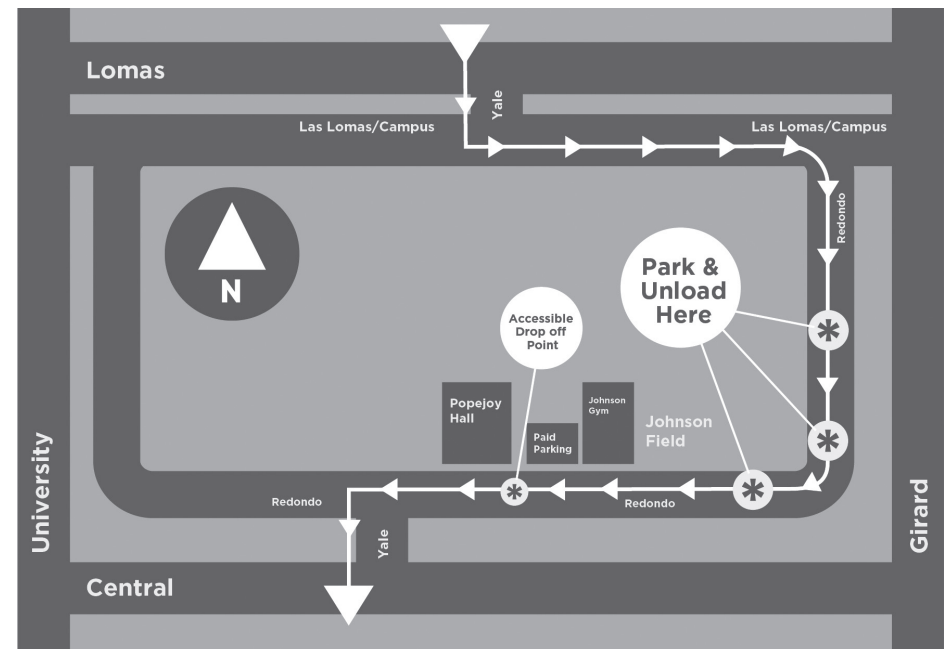 Lomas
Yale
Las Lomas/Campus
Las Lomas/Campus
Redondo
N
Park &
Unload
Here
Accessible
Drop off
Point
*
*
Popejoy
Hall
Johnson
Gym
Paid
Parking
Johnson
Field
*
*
Redondo
Redondo
University
Girard
Yale
Central